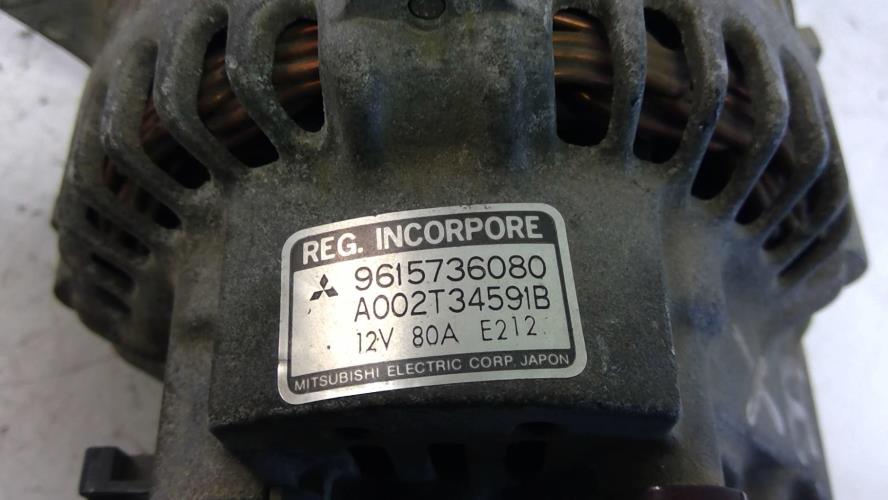 REG. INCORPORE
9615736080
A002T34591B
12V 80A E212
MITSUBISHI ELECTRIC CORP. JAPON